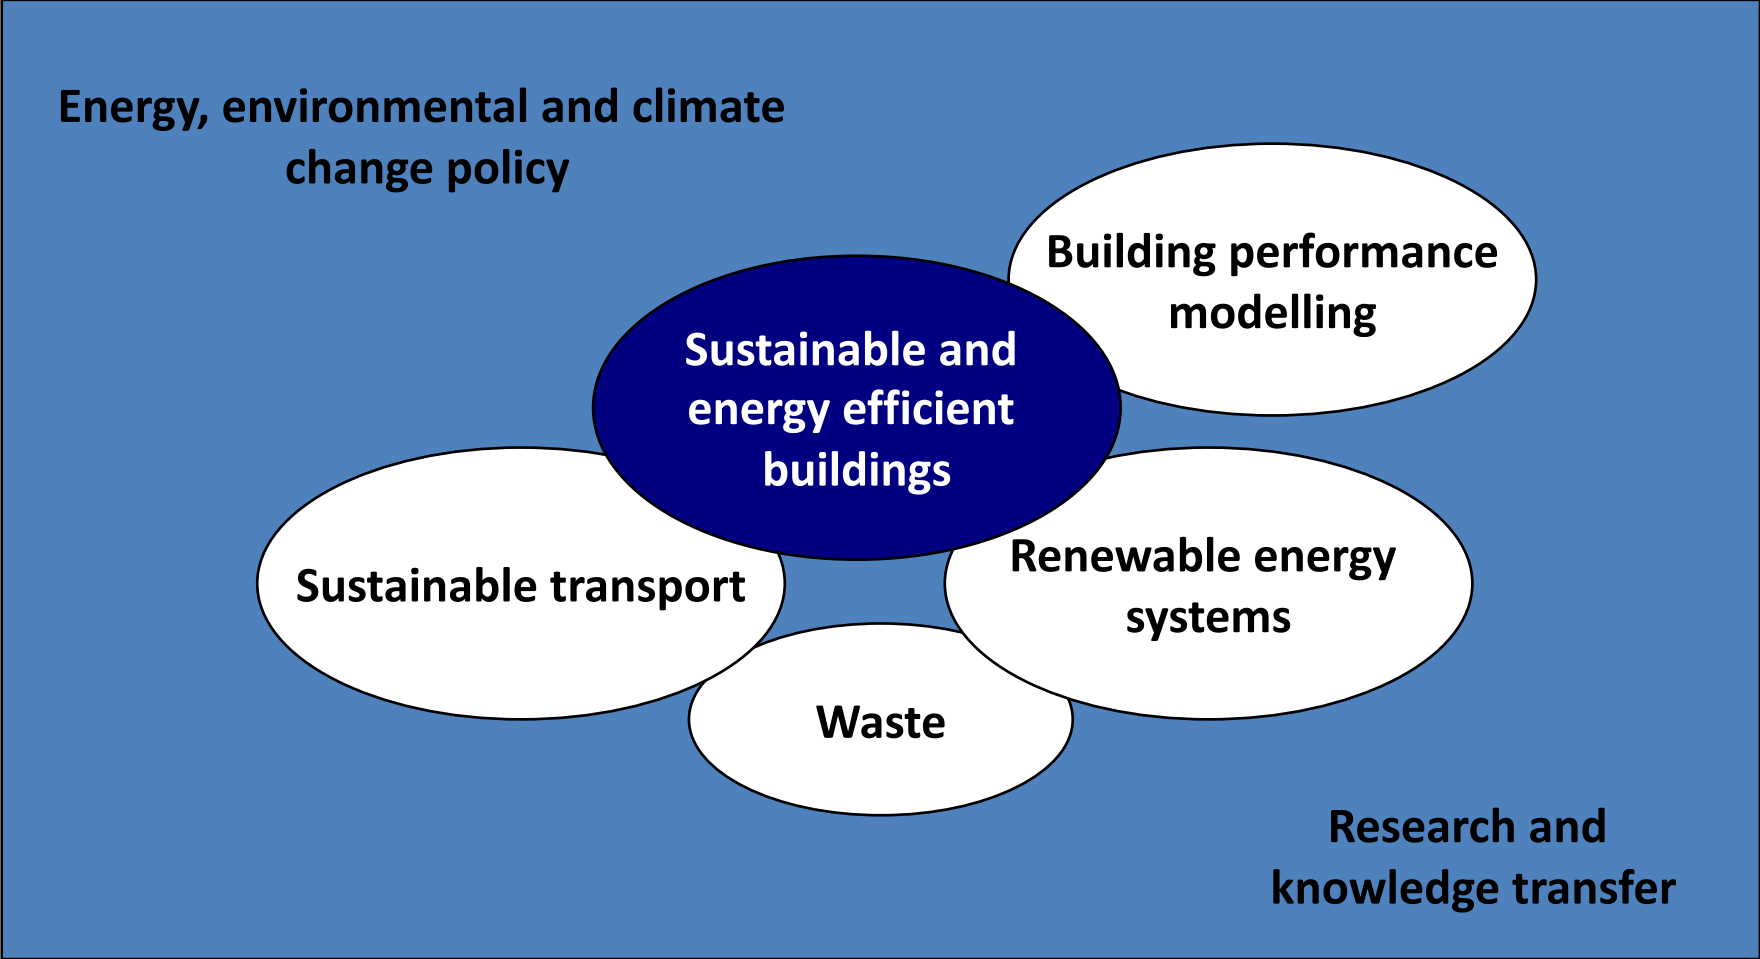 Energy, environmental and climate
change policy
Building performance
modelling
Sustainable and
energy efficient
buildings
Sustainable transport
Renewable energy
systems
Waste
Research and
knowledge transfer